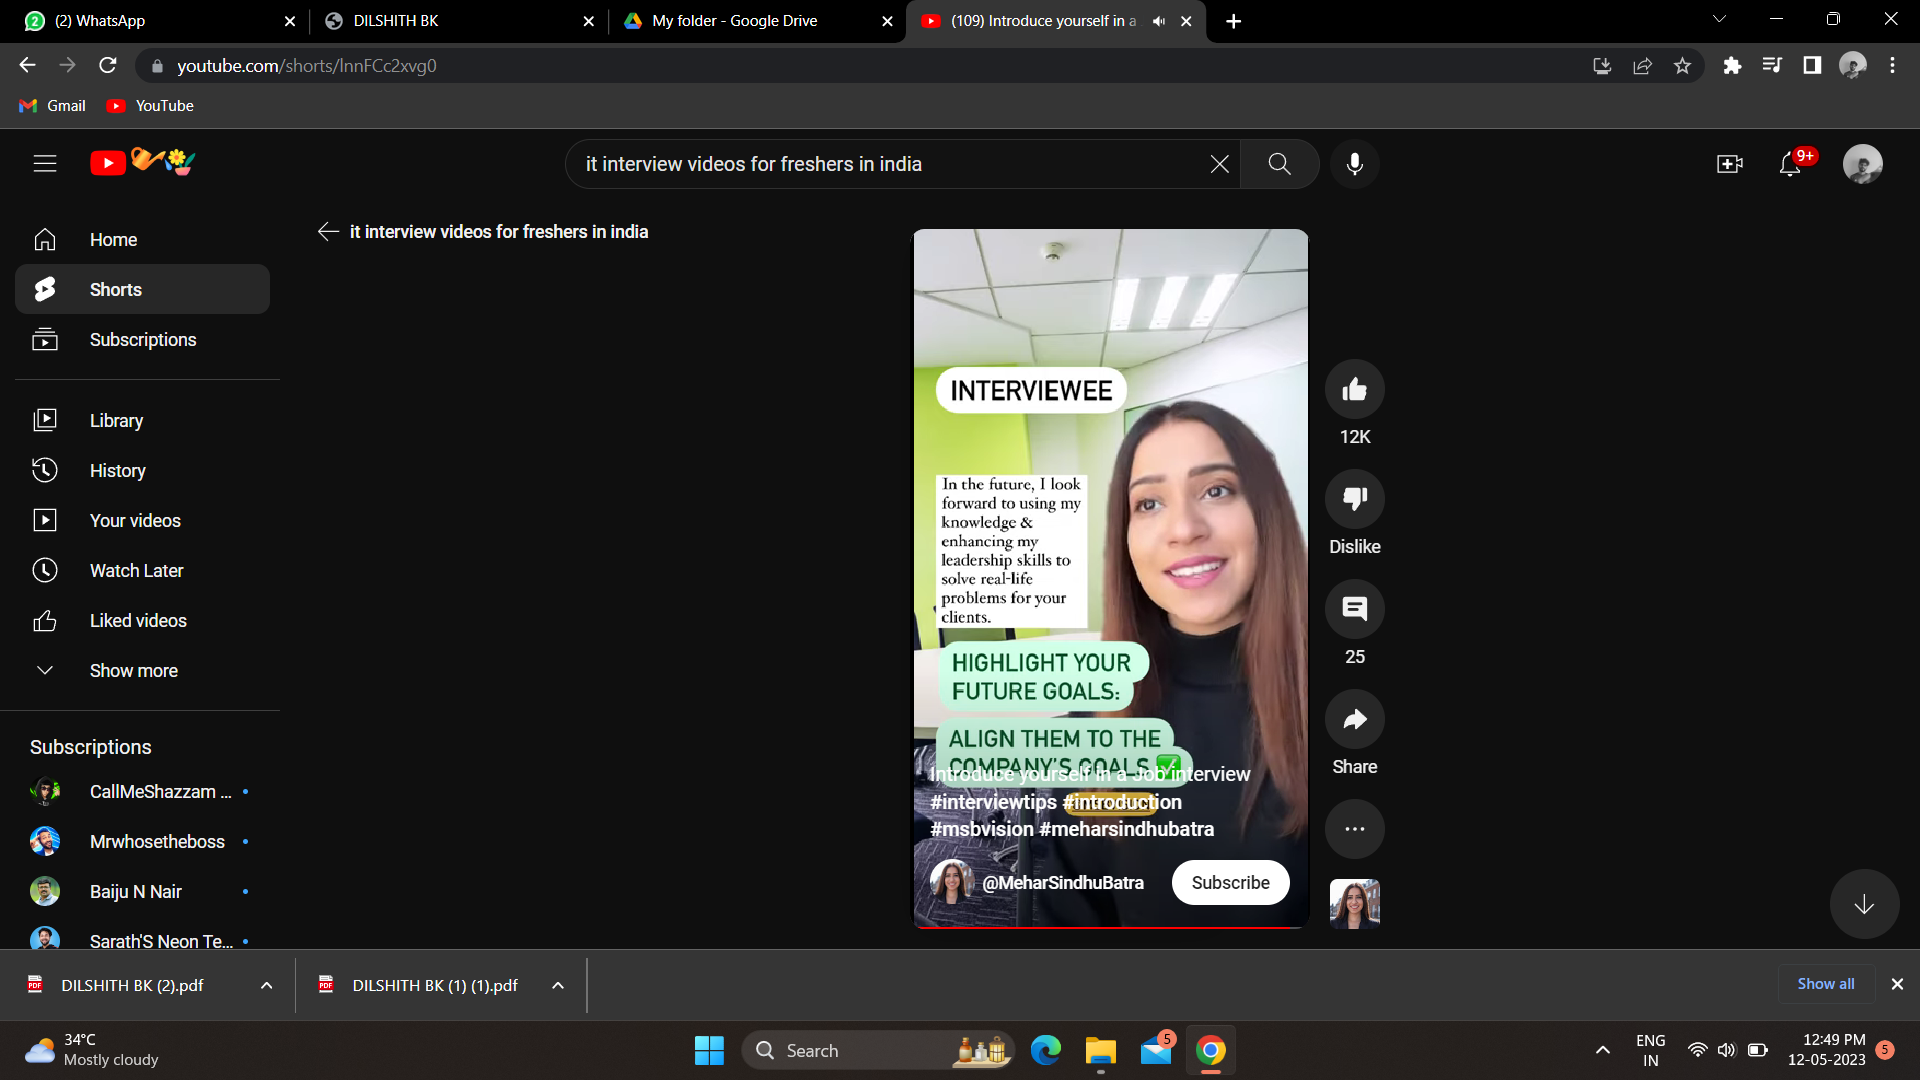 (2) WhatsApp
DILSHITH BK
My folder - Google Drive
(109) Introduce yourself in a
youtube.com/shorts/lnnFCc2xvg0
Gmail
YouTube
it interview videos for freshers in india
9+
Home
Shorts
Subscriptions
Library
History
Your videos
Watch Later
Liked videos
Show more
Subscriptions
CallMeShazzam ...
Mrwhosetheboss
Baiju N Nair
Sarath'S Neon Te...
it interview videos for freshers in india
INTERVIEWEE
In the future, I look
forward to using my
knowledge &
enhancing my
leadership skills to
solve real-life
problems for your
clients.
HIGHLIGHT YOUR
FUTURE GOALS:
ALIGN THEM TO THE
COMPANY'S GOALS ✅
Introduce yourself in a Job interview
#interviewtips #introduction
#msbvision #meharsindhubatra
@MeharSindhuBatra
Subscribe
12K
Dislike
25
Share
DILSHITH BK (2).pdf
DILSHITH BK (1) (1).pdf
Show all
34°C
Mostly cloudy
Search
5
ENG
IN
12:49 PM
12-05-2023
5